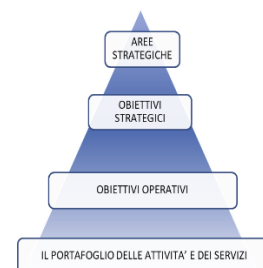 AREE
STRATEGICHE
OBIETTIVI
STRATEGICI
OBIETTIVI OPERATIVI
IL PORTAFOGLIO DELLE ATTIVITA' E DEI SERVIZI